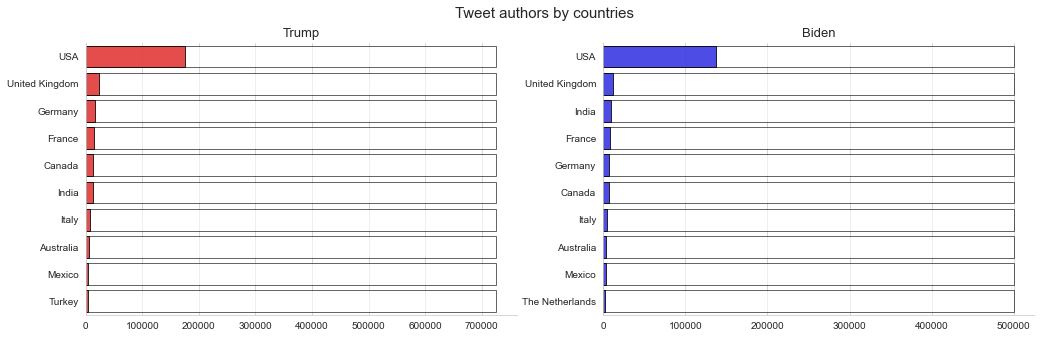 Tweet authors by countries
Trump
USA
United Kingdom
Germany
France
Canada
India
Italy
Australia
Mexico
Turkey
0 100000 200000 300000 400000 500000 600000 700000
Biden
USA
United Kingdom
India
France
Germany
Canada
Italy
Australia
Mexico
The Netherlands
0 100000 200000 300000 400000 500000